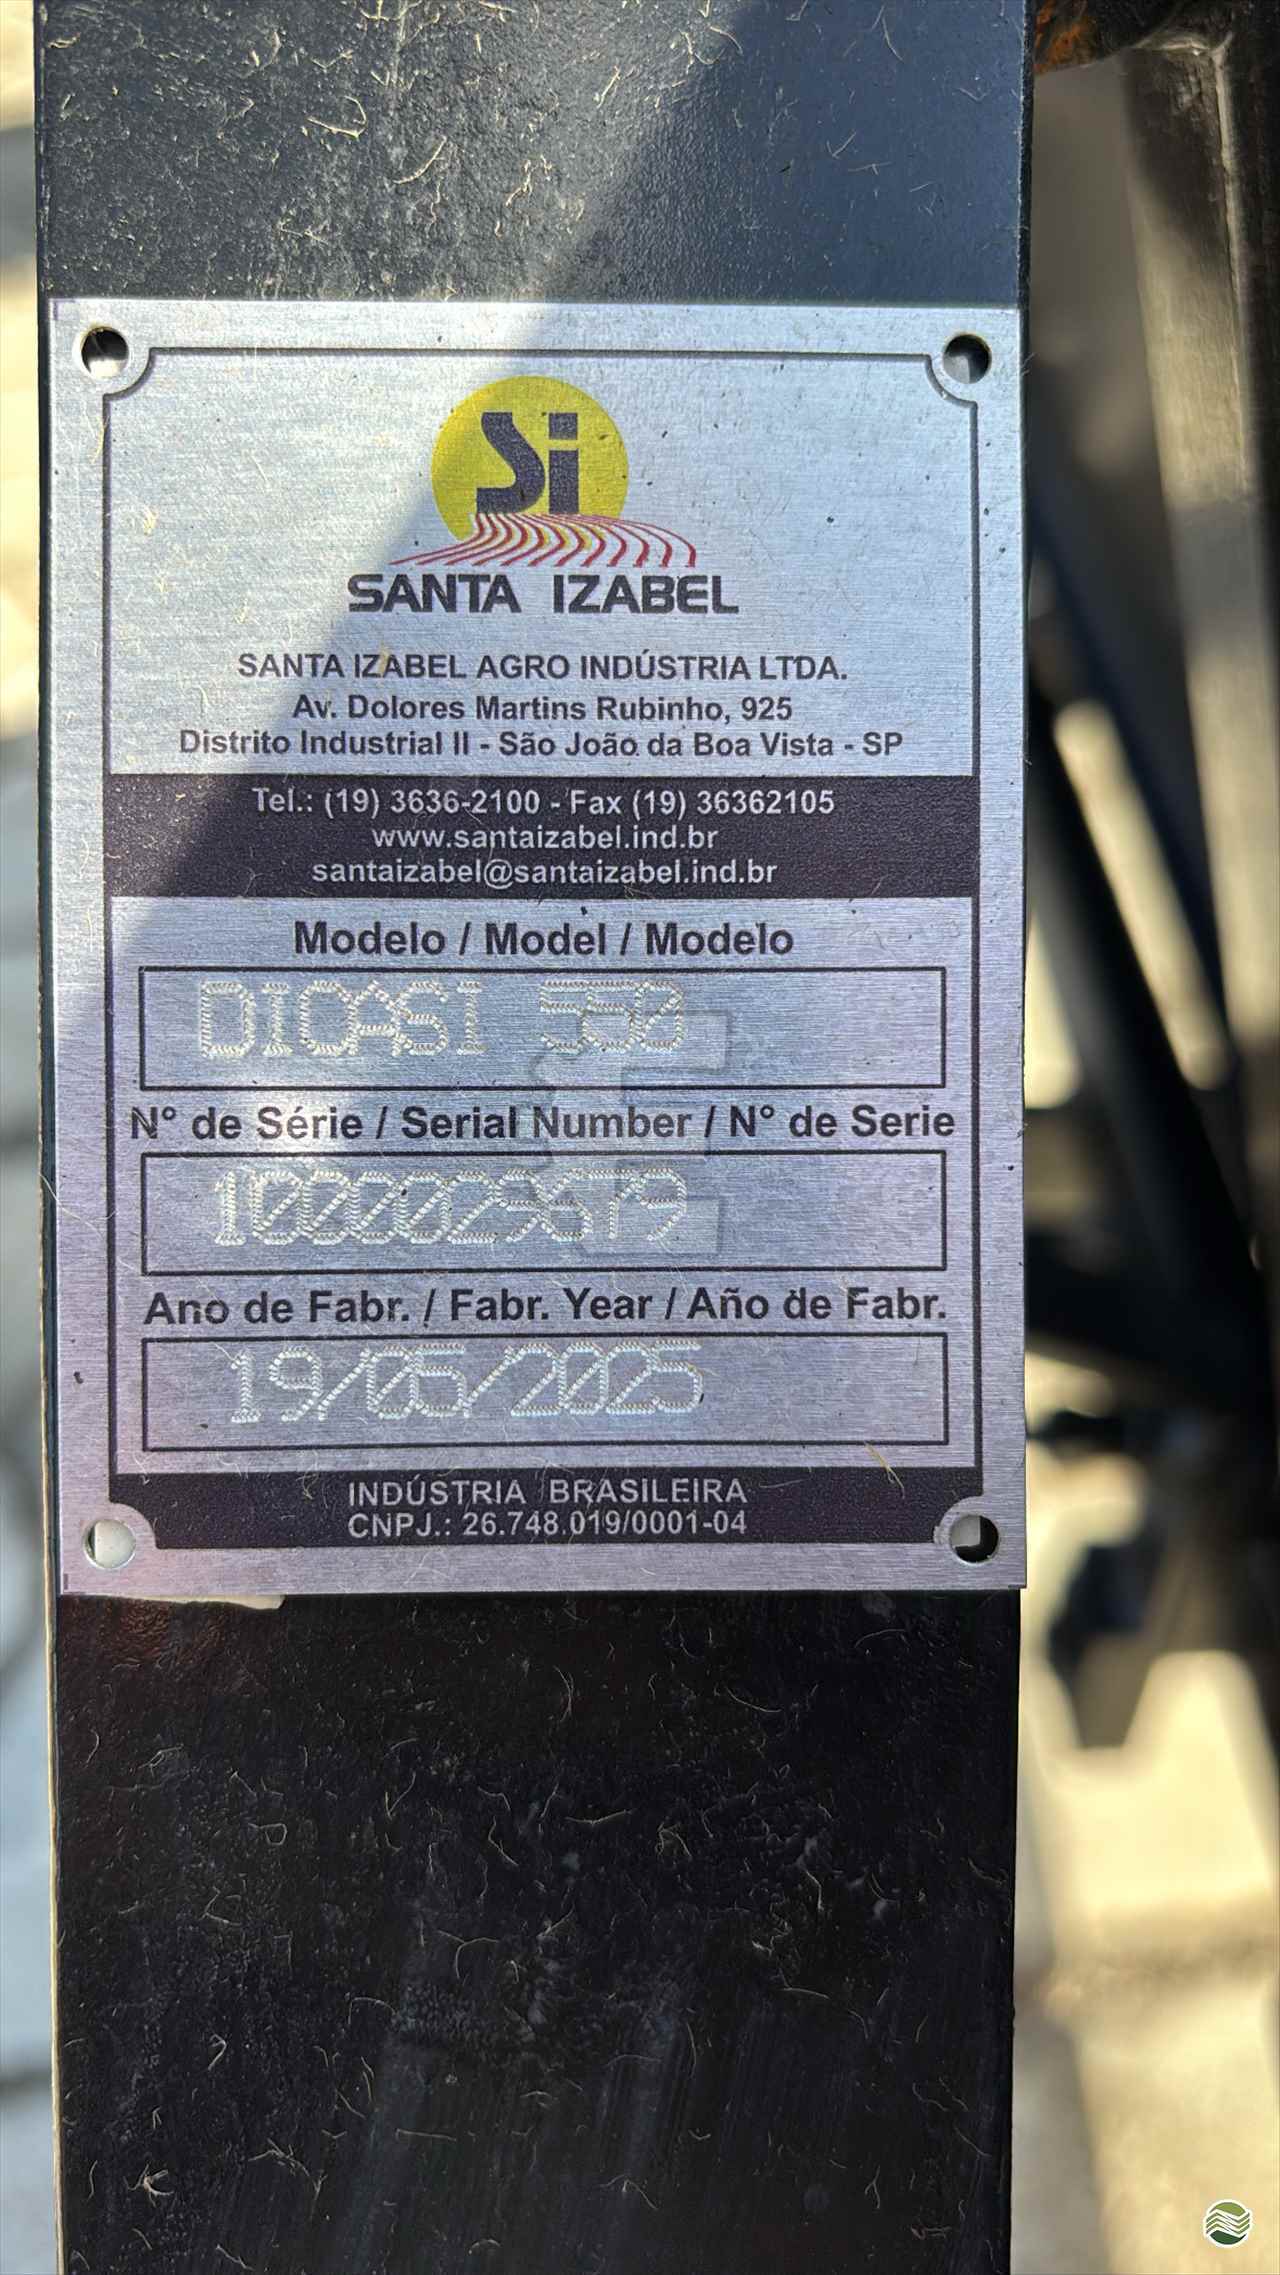 Si
SANTA IZABEL
SANTA IZABEL AGRO INDÚSTRIA LTDA.
Av. Dolores Martins Rubinho, 925
Distrito Industrial II - São João da Boa Vista - SP
Tel.: (19) 3636-2100 - Fax (19) 36362105
www.santaizabel.ind.br
santaizabel@santaizabel.ind.br
Modelo / Model / Modelo
DICASI 550
N° de Série / Serial Number / N° de Serie
Ano de Fabr. / Fabr. Year / Año de Fabr.
19/05/2025
INDÚSTRIA BRASILEIRA
CNPJ.: 26.748.019/0001-04